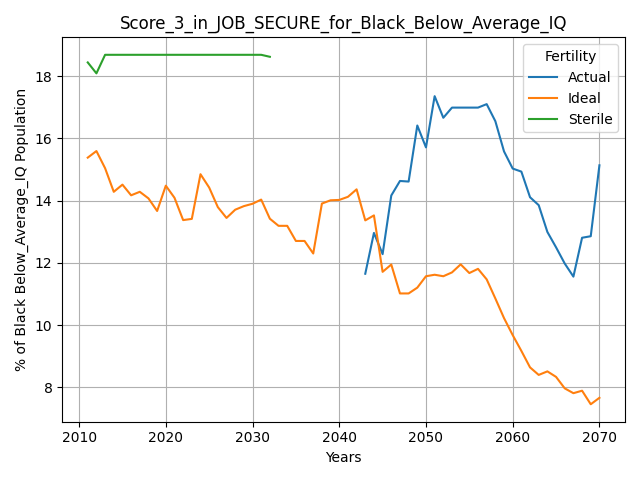 Score_3_in_JOB_SECURE_for_Black_Below_Average_IQ
Fertility
Actual
Ideal
Sterile
% of Black Below_Average_IQ Population
18
16
14
12
10
8
2010 2020 2030 2040 2050 2060 2070
Years